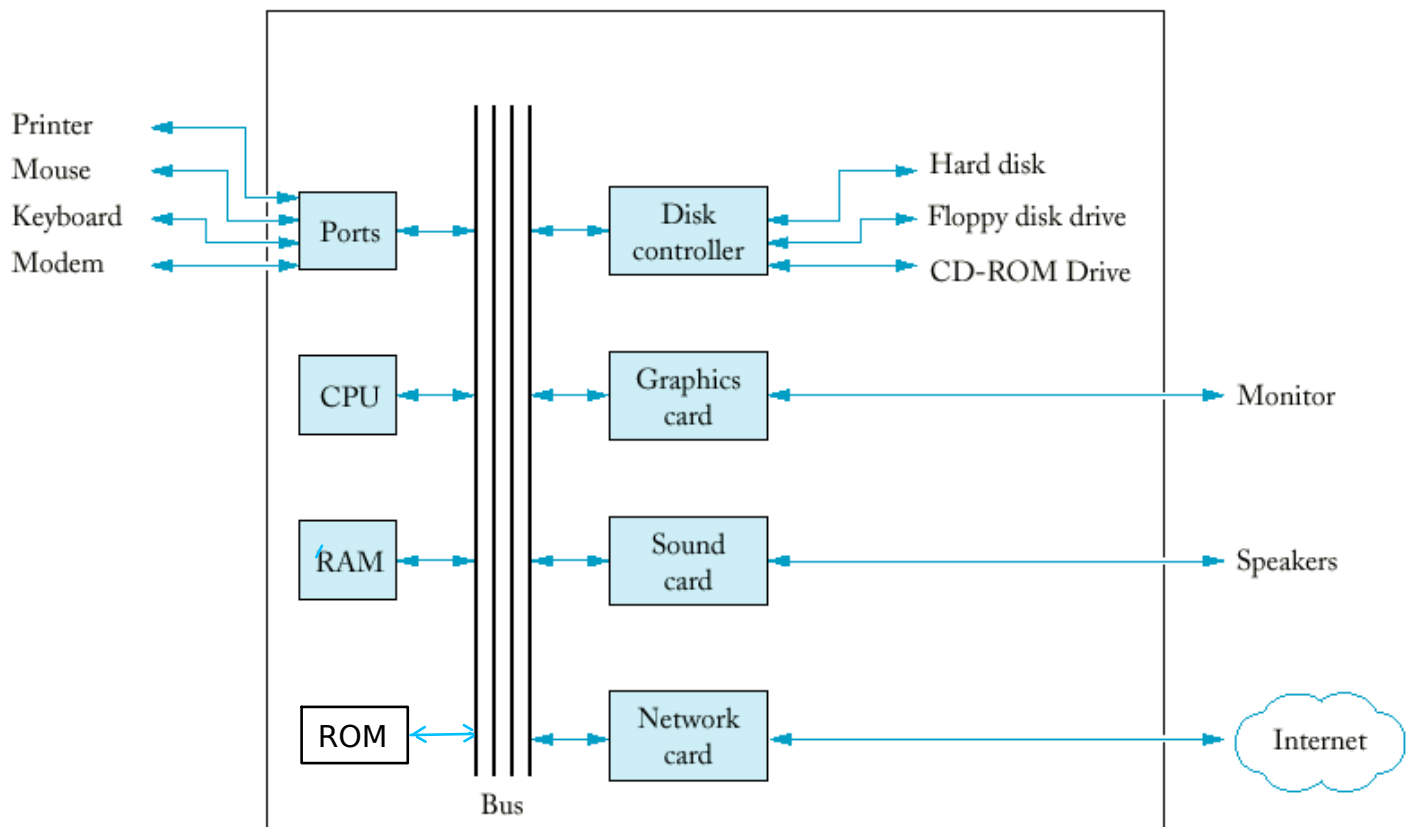 Printer
Mouse
Keyboard
Modem
Ports
Disk
controller
Hard disk
Floppy disk drive
CD-ROM Drive
CPU
Graphics
card
Monitor
RAM
Sound
card
Speakers
ROM
Network
card
Internet
Bus